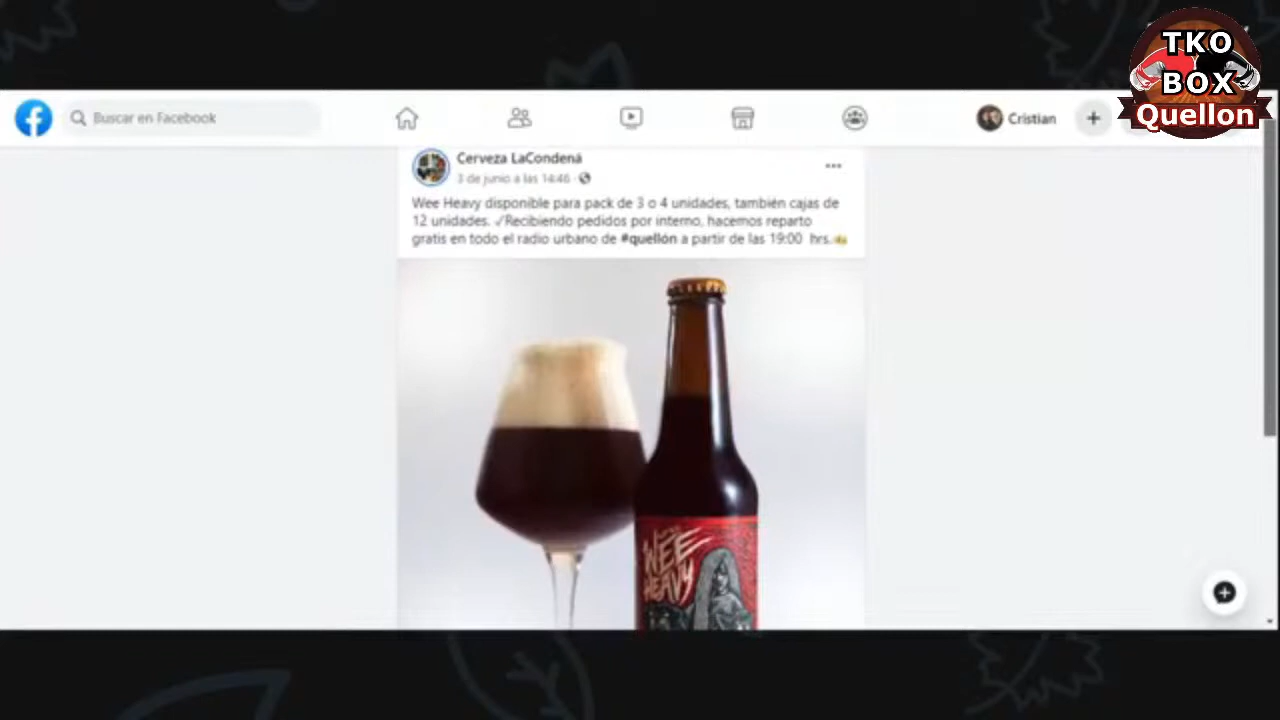 TKO
BOX
Quellon
Buscar en Facebook
Cristian
Cerveza LaCondená
3 de junio a las 14:46
Wee Heavy disponible para pack de 3 o 4 unidades, también cajas de
12 unidades. ✓Recibiendo pedidos por interno, hacemos reparto
gratis en todo el radio urbano de #quellón a partir de las 19:00 hrs.
WEE
HEAVY